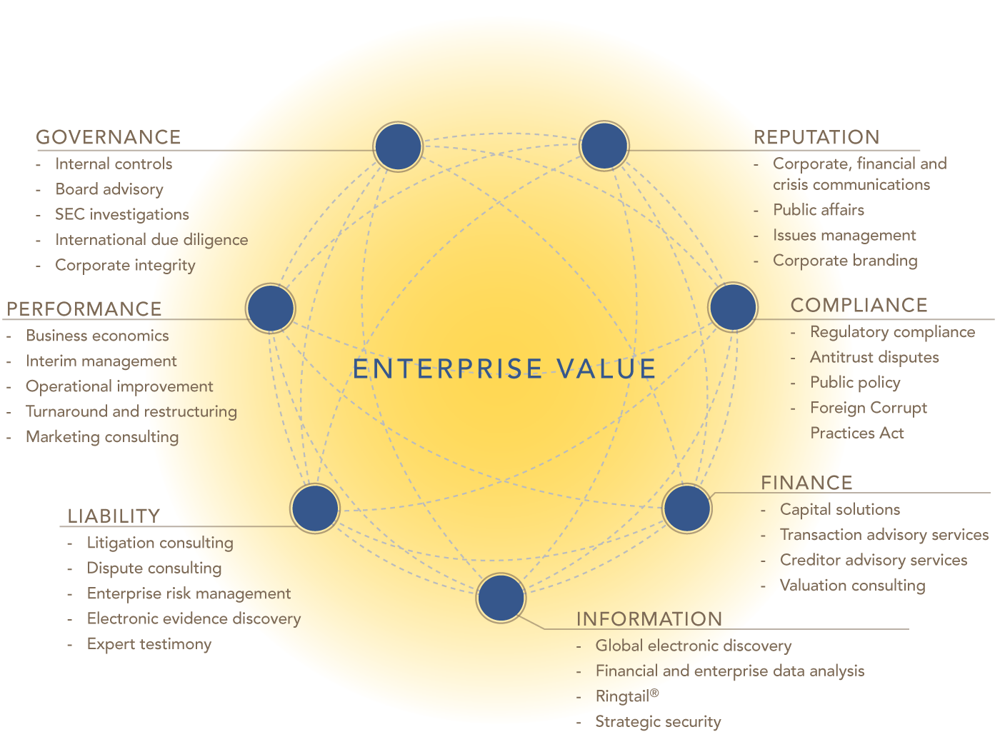 GOVERNANCE
- Internal controls
- Board advisory
- SEC investigations
- International due diligence
- Corporate integrity
PERFORMANCE
- Business economics
- Interim management
- Operational improvement
- Turnaround and restructuring
- Marketing consulting
LIABILITY
- Litigation consulting
- Dispute consulting
- Enterprise risk management
- Electronic evidence discovery
- Expert testimony
ENTERPRISE VALUE
REPUTATION
- Corporate, financial and
crisis communications
- Public affairs
- Issues management
- Corporate branding
COMPLIANCE
- Regulatory compliance
- Antitrust disputes
- Public policy
- Foreign Corrupt
Practices Act
FINANCE
- Capital solutions
- Transaction advisory services
- Creditor advisory services
- Valuation consulting
INFORMATION
- Global electronic discovery
- Financial and enterprise data analysis
- Ringtail®
- Strategic security